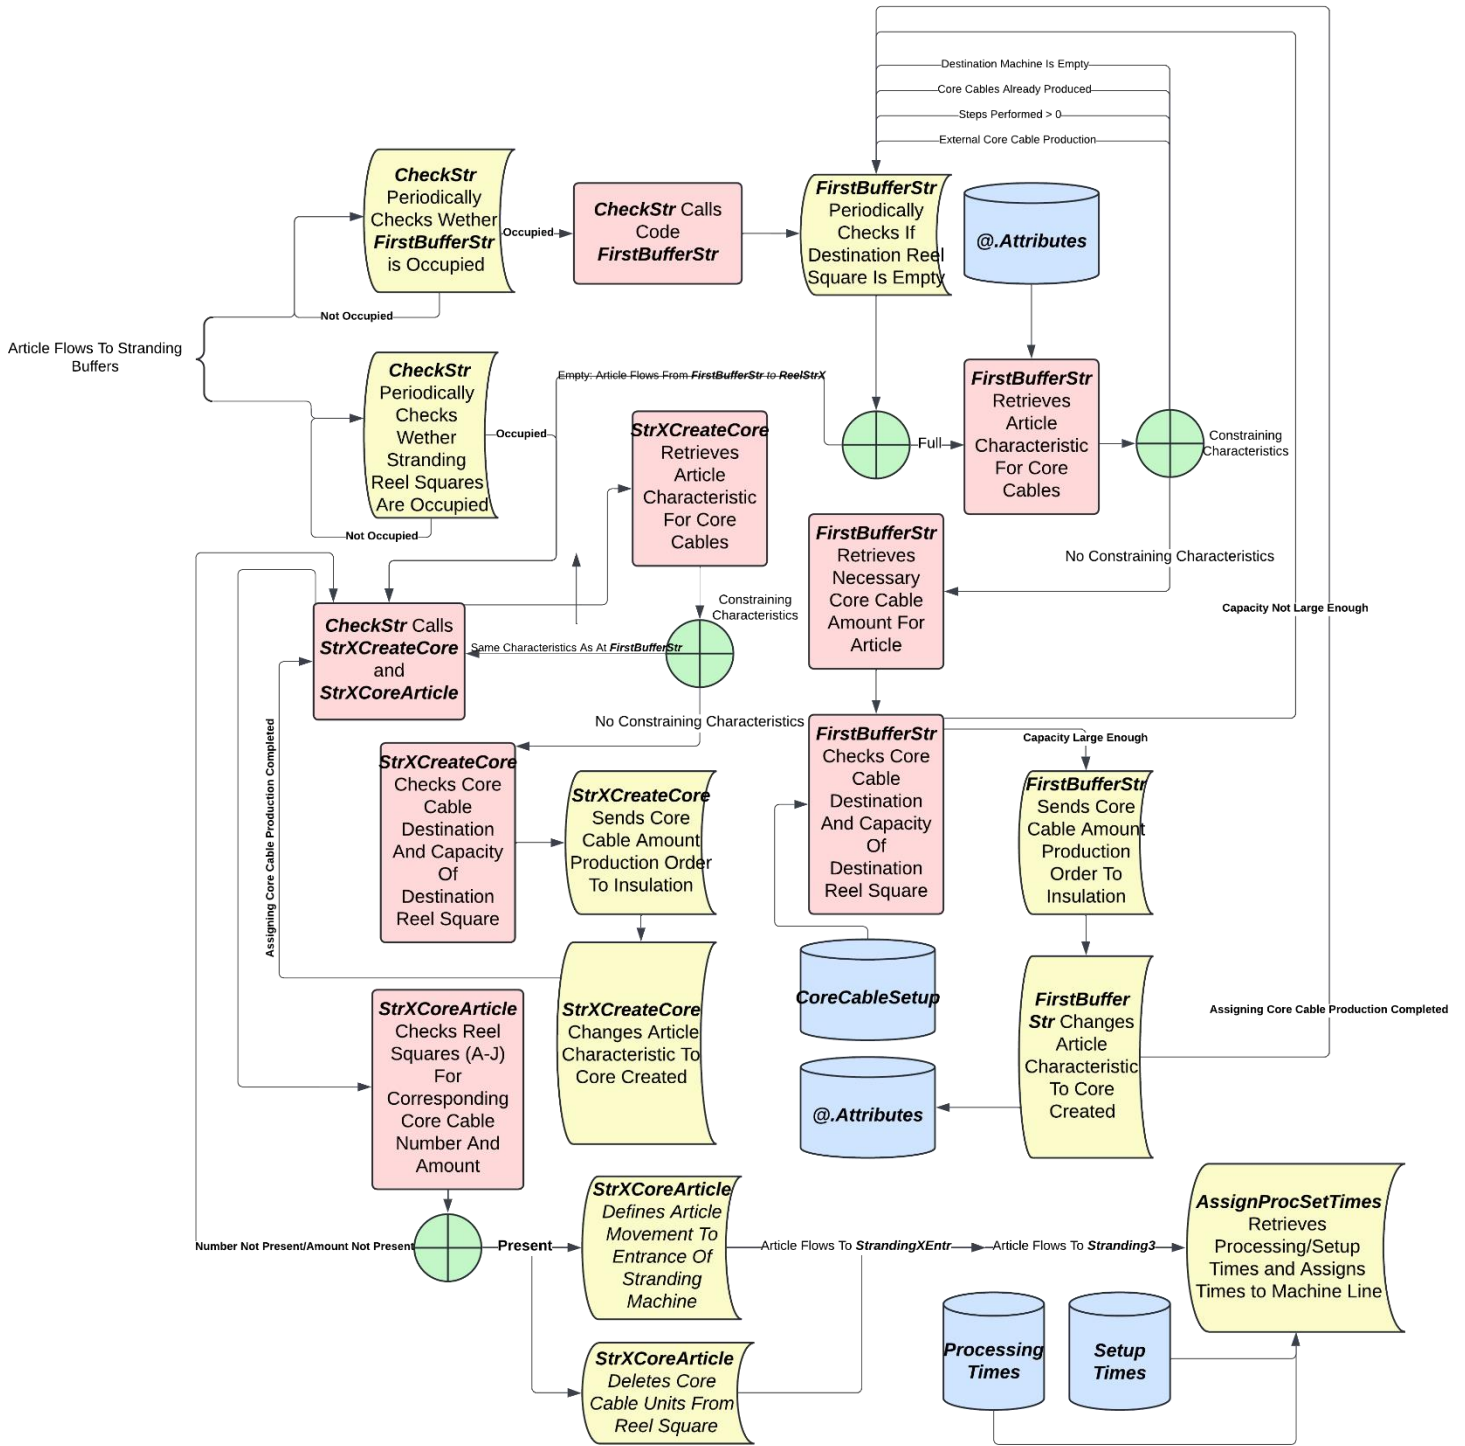 Destination Machine Is Empty
Core Cables Already Produced
Steps Performed > 0
External Core Cable Production
CheckStr
Periodically
Checks Wether
FirstBufferStr
is Occupied
Occupied
CheckStr Calls
Code
FirstBufferStr
FirstBufferStr
Periodically
Checks If
Destination Reel
Square Is Empty
@.Attributes
Not Occupied
Article Flows To Stranding
Buffers
CheckStr
Periodically
Checks
Wether
Stranding
Reel Squares
Are Occupied
Occupied
Not Occupied
Empty: Article Flows From FirstBufferStr to ReelStrX
StrXCreateCore
Retrieves
Article
Characteristic
For Core
Cables
Full
FirstBufferStr
Retrieves
Article
Characteristic
For Core
Cables
Constraining
Characteristics
FirstBufferStr
Retrieves
Necessary
Core Cable
Amount For
Article
No Constraining Characteristics
Capacity Not Large Enough
Constraining
Characteristics
CheckStr Calls
StrXCreateCore
and
StrXCoreArticle
Same Characteristics As At FirstBufferStr
No Constraining Characteristics
FirstBufferStr
Checks Core
Cable
Destination
And Capacity
Of
Destination
Reel Square
Capacity Large Enough
Assigning Core Cable Production Completed
StrXCreateCore
Checks Core
Cable
Destination
And Capacity
Of
Destination
Reel Square
StrXCreateCore
Sends Core
Cable Amount
Production Order
To Insulation
FirstBufferStr
Sends Core
Cable Amount
Production
Order To
Insulation
CoreCableSetup
StrXCoreArticle
Checks Reel
Squares (A-J)
For
Corresponding
Core Cable
Number And
Amount
StrXCreateCore
Changes Article
Characteristic To
Core Created
FirstBuffer
Str Changes
Article
Characteristic
To Core
Created
Assigning Core Cable Production Completed
@.Attributes
Number Not Present/Amount Not Present
Present
StrXCoreArticle
Defines Article
Movement To
Entrance Of
Stranding
Machine
Article Flows To StrandingXEntr
Article Flows To Stranding3
AssignProcSetTimes
Retrieves
Processing/Setup
Times and Assigns
Times to Machine Line
StrXCoreArticle
Deletes Core
Cable Units From
Reel Square
Processing
Times
Setup
Times